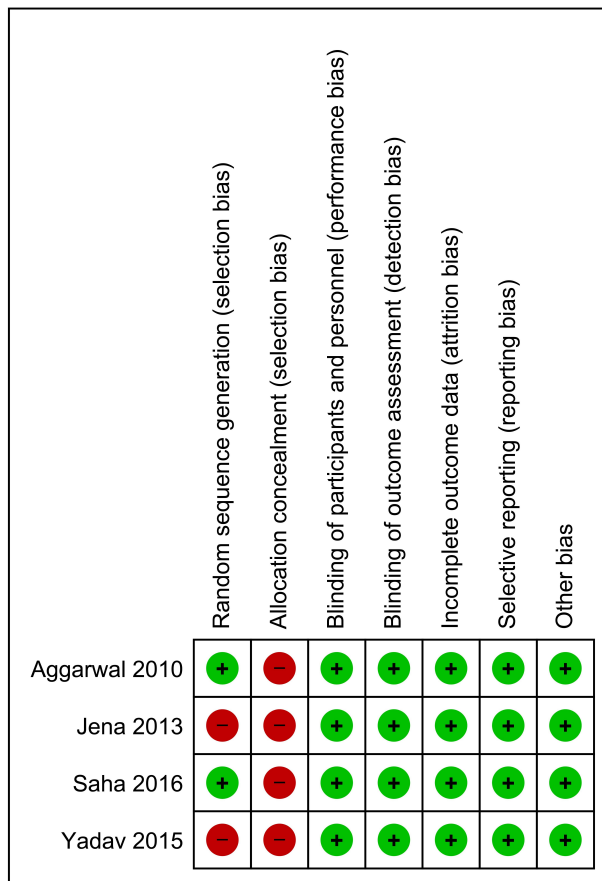 Random sequence generation (selection bias)
Allocation concealment (selection bias)
Blinding of participants and personnel (performance bias)
Blinding of outcome assessment (detection bias)
Incomplete outcome data (attrition bias)
Selective reporting (reporting bias)
Other bias
Aggarwal 2010 + – + + + + +
Jena 2013 – – + + + + +
Saha 2016 + – + + + + +
Yadav 2015 – – + + + + +